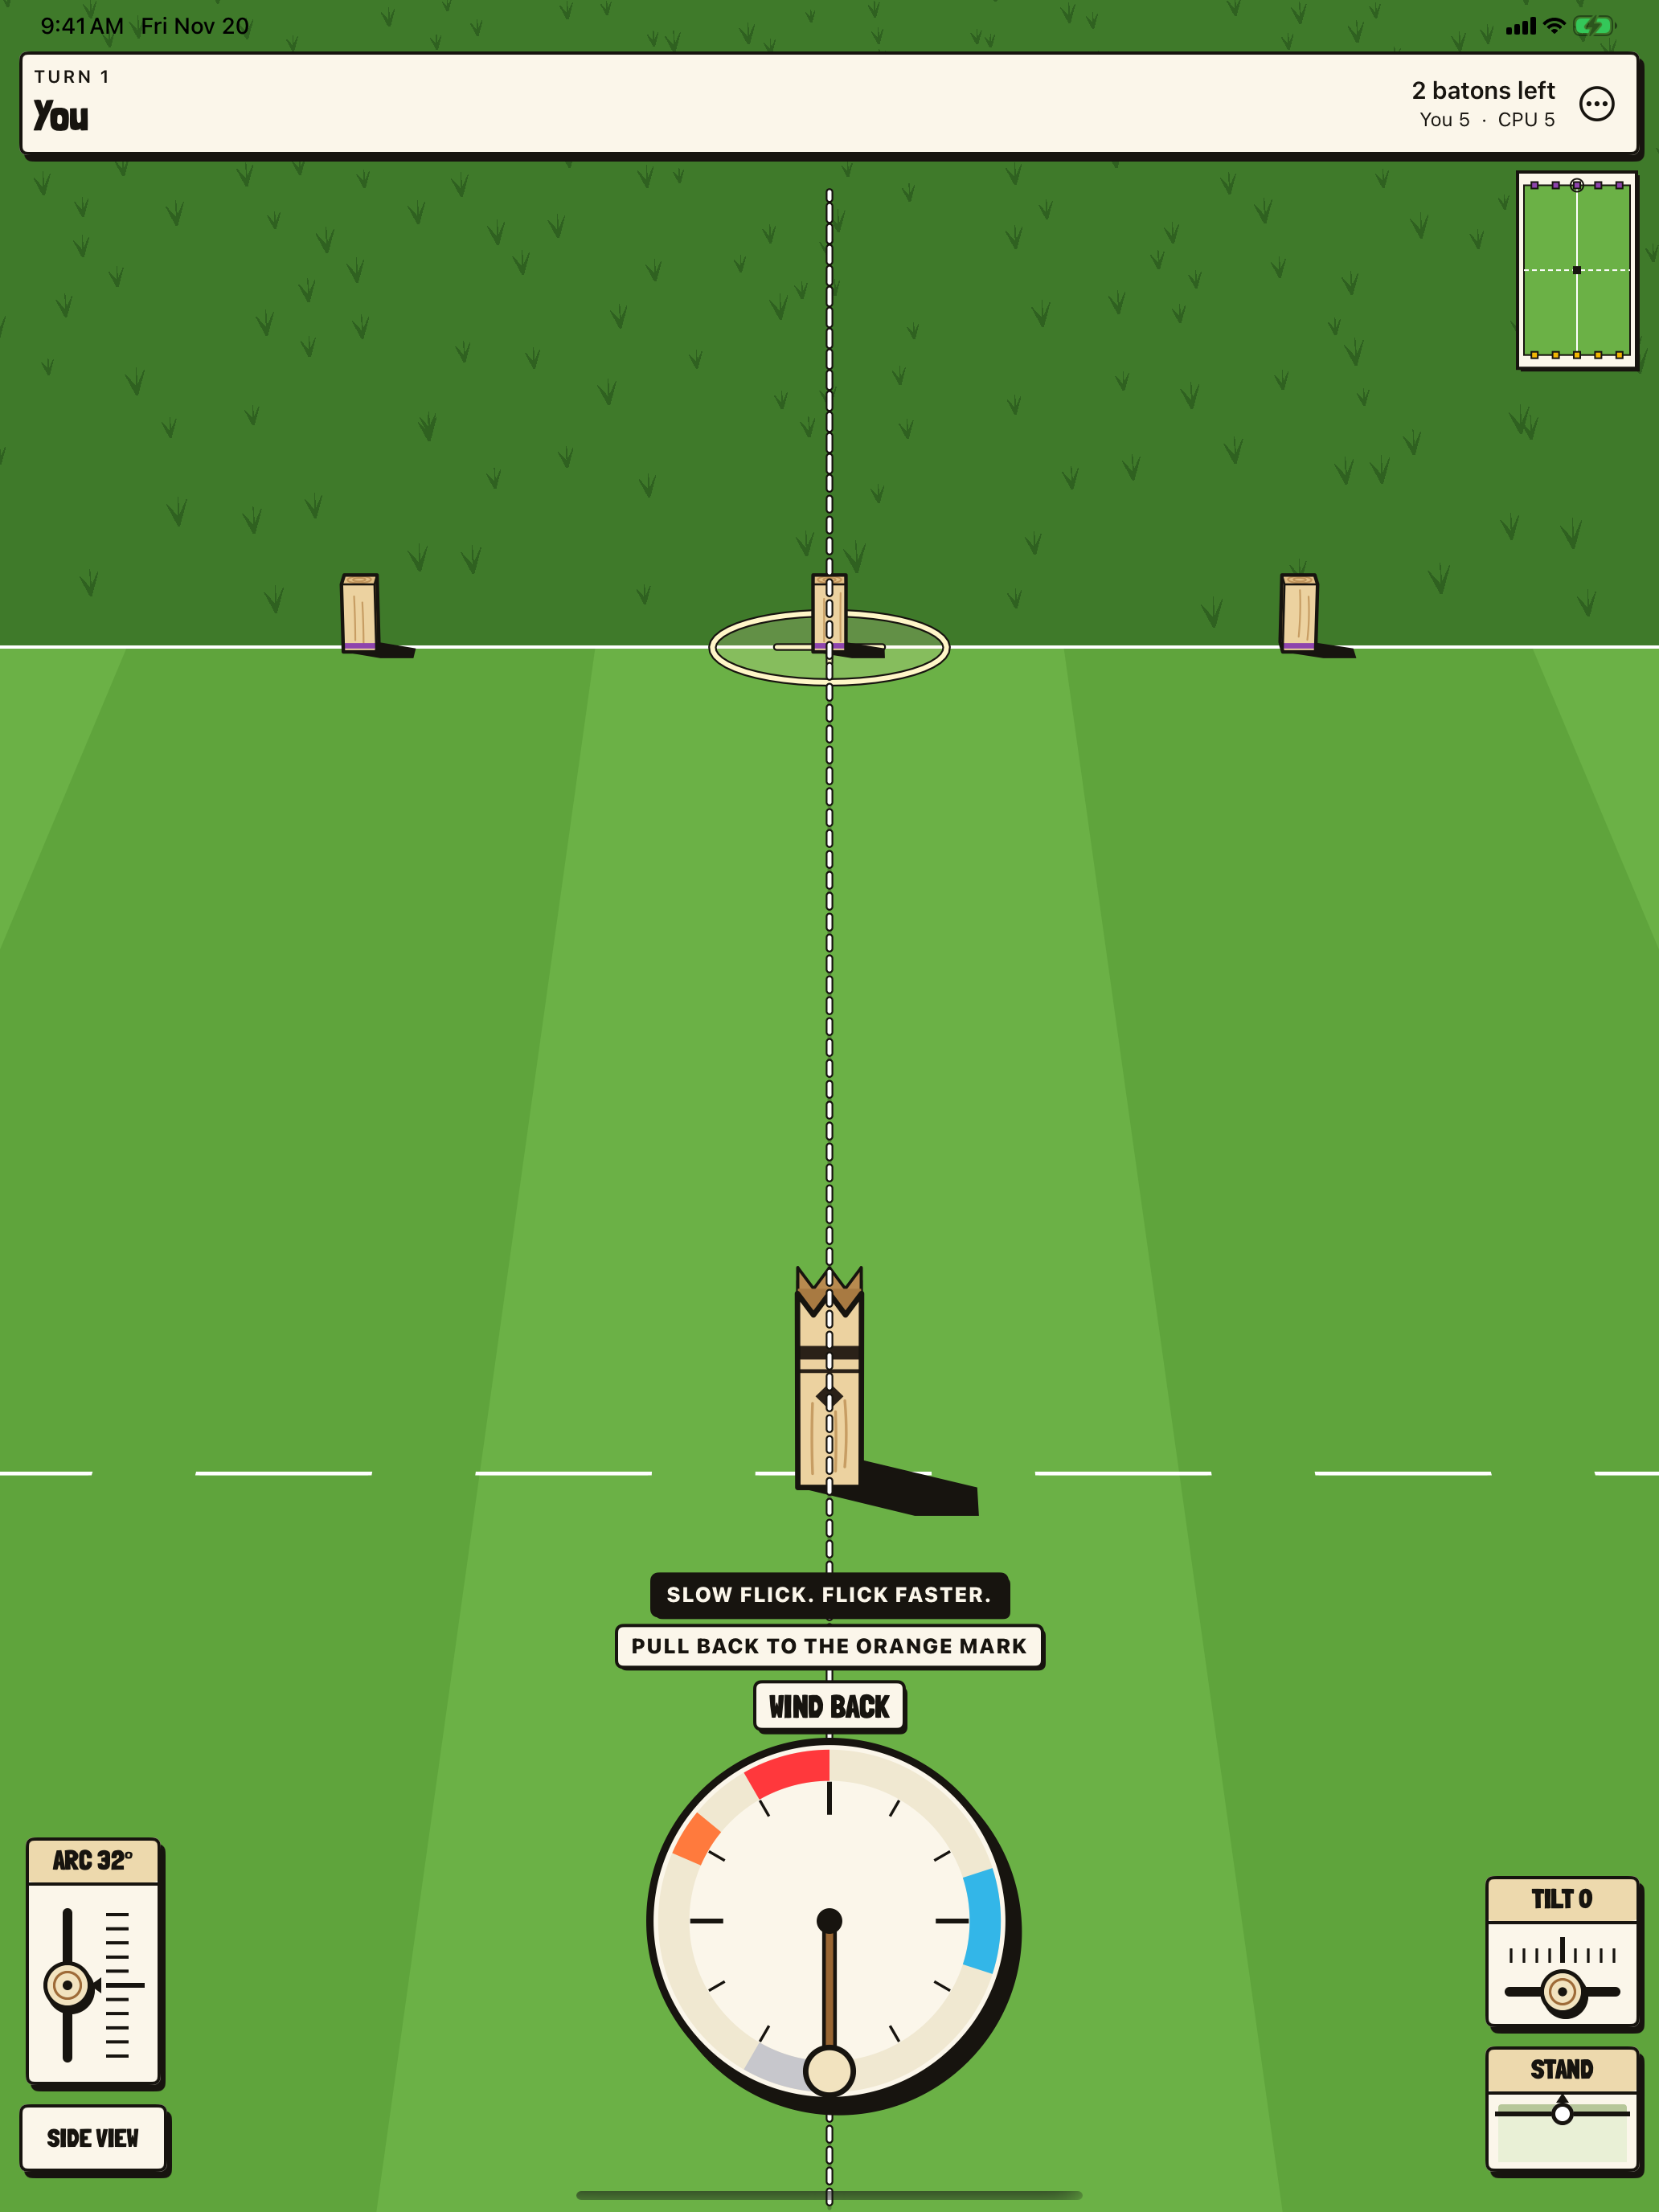 9:41 AM Fri Nov 20
TURN 1
You
2 batons left
You 5 · CPU 5
SLOW FLICK. FLICK FASTER.
PULL BACK TO THE ORANGE MARK
WIND BACK
ARC 32°
SIDE VIEW
TILT 0
STAND